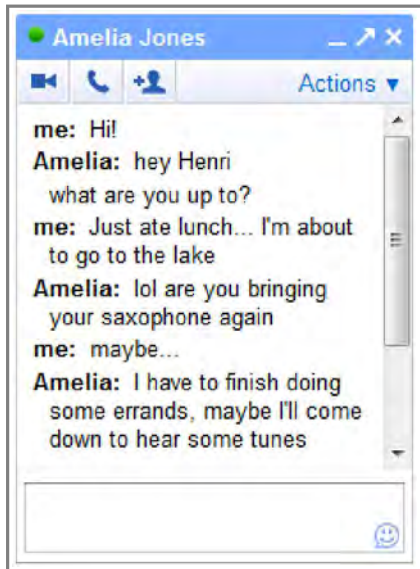 Amelia Jones
Actions ▼
me: Hi!
Amelia: hey Henri
what are you up to?
me: Just ate lunch... I'm about
to go to the lake
Amelia: lol are you bringing
your saxophone again
me: maybe...
Amelia: I have to finish doing
some errands, maybe I'll come
down to hear some tunes